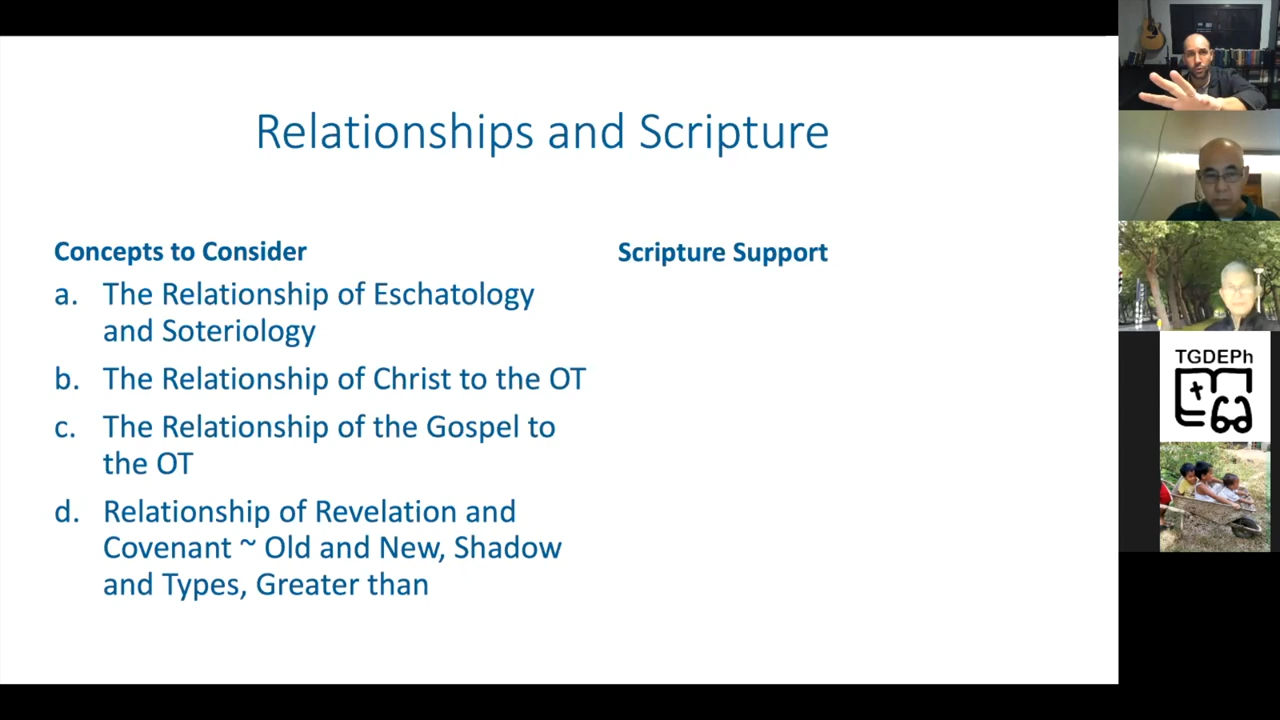 Relationships and Scripture
Concepts to Consider
a. The Relationship of Eschatology
and Soteriology
b. The Relationship of Christ to the OT
c. The Relationship of the Gospel to
the OT
d. Relationship of Revelation and
Covenant ~ Old and New, Shadow
and Types, Greater than
Scripture Support
TGDEPh